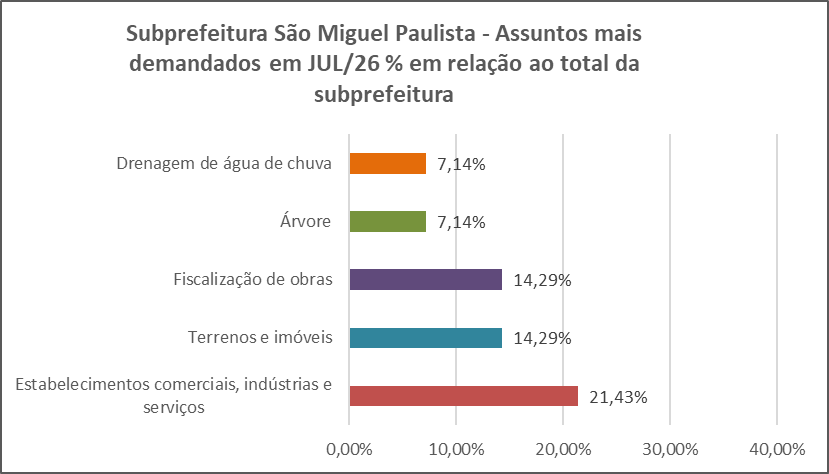 Subprefeitura São Miguel Paulista - Assuntos mais
demandados em JUL/26 % em relação ao total da
subprefeitura
Drenagem de água de chuva
7,14%
Árvore
7,14%
Fiscalização de obras
14,29%
Terrenos e imóveis
14,29%
Estabelecimentos comerciais, indústrias e
serviços
21,43%
0,00%
10,00%
20,00%
30,00%
40,00%